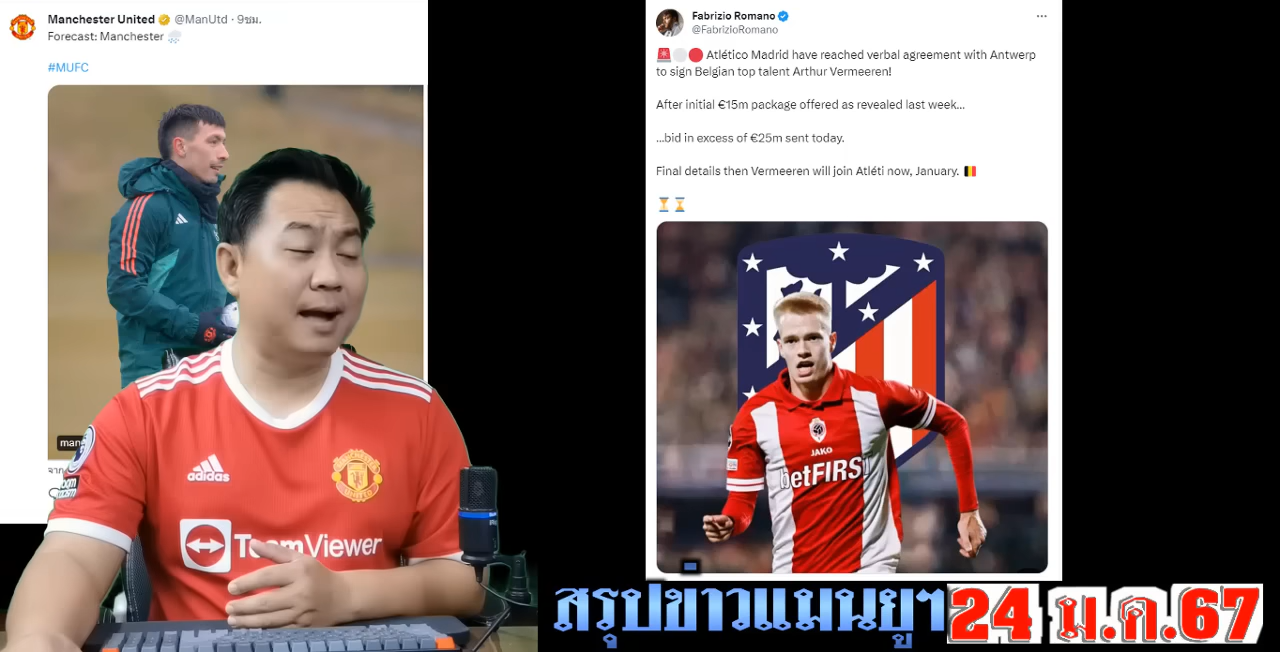 Manchester United @ManUtd · 9ชม.
Forecast: Manchester
#MUFC
adidas
TeamViewer
Fabrizio Romano
@FabrizioRomano
Atlético Madrid have reached verbal agreement with Antwerp
to sign Belgian top talent Arthur Vermeeren!
After initial €15m package offered as revealed last week...
...bid in excess of €25m sent today.
Final details then Vermeeren will join Atléti now, January.
JAKO
betFIRST
สรุปข่าวแมนยูฯ 24 ม.ค.67